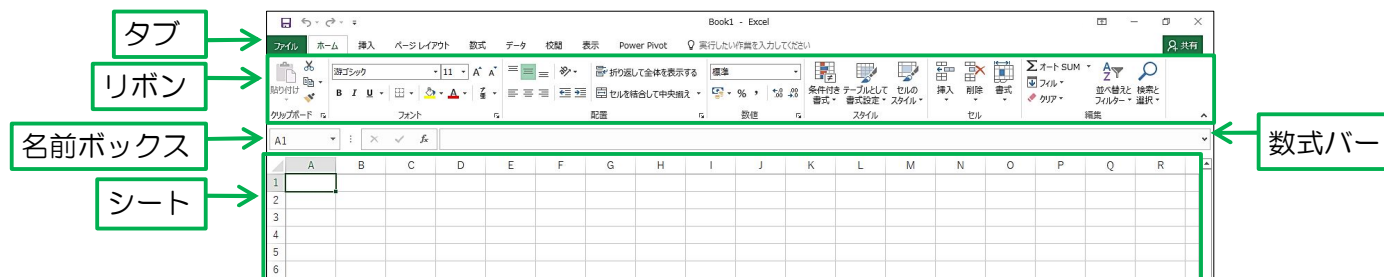 Book1 - Excel
タブ
ファイル ホーム 挿入 ページ レイアウト 数式 データ 校閲 表示 Power Pivot 実行したい作業を入力してください 共有
リボン
游ゴシック 11 A A 折り返して全体を表示する 標準 オート SUM
貼り付け B I U A セルを結合して中央揃え % 条件付き書式 テーブルとして書式設定 セルのスタイル 挿入 削除 書式 フィル クリア 並べ替えとフィルター 検索と選択
クリップボード フォント 配置 数値 スタイル セル 編集
名前ボックス
A1 fx
数式バー
シート
A B C D E F G H I J K L M N O P Q R
1
2
3
4
5
6